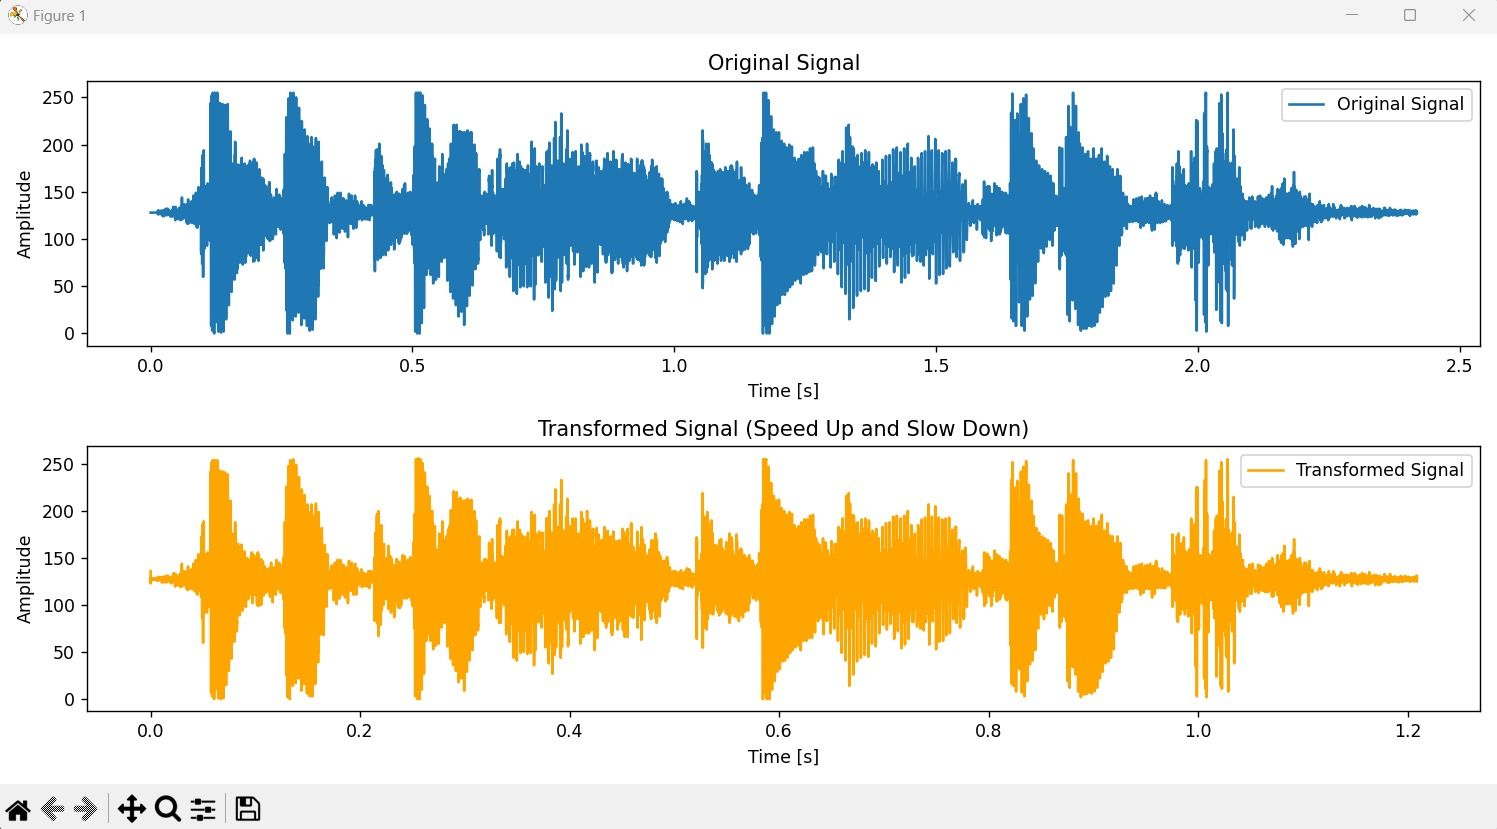 Figure 1
Original Signal
250
200
150
100
50
0
Amplitude
Original Signal
0.0 0.5 1.0 1.5 2.0 2.5
Time [s]
Transformed Signal (Speed Up and Slow Down)
250
200
150
100
50
0
Amplitude
Transformed Signal
0.0 0.2 0.4 0.6 0.8 1.0 1.2
Time [s]